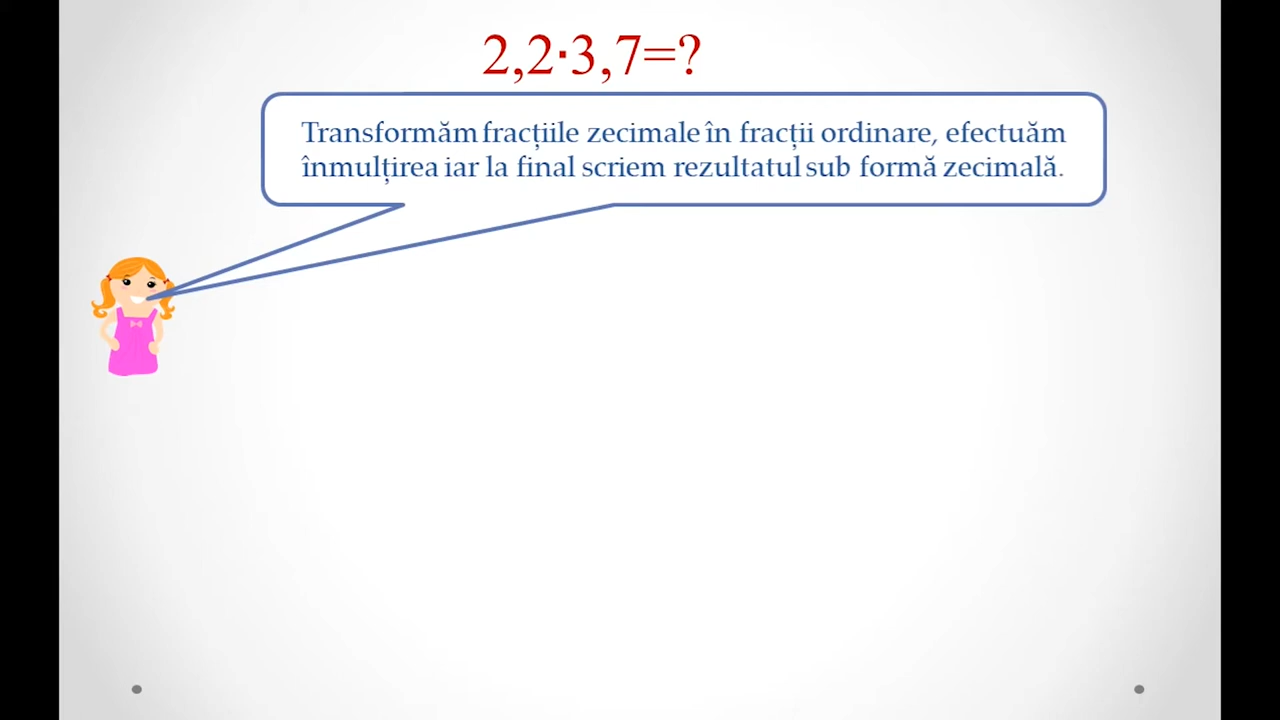 2,2·3,7=?
Transformăm fracțiile zecimale în fracții ordinare, efectuăm
înmulțirea iar la final scriem rezultatul sub formă zecimală.